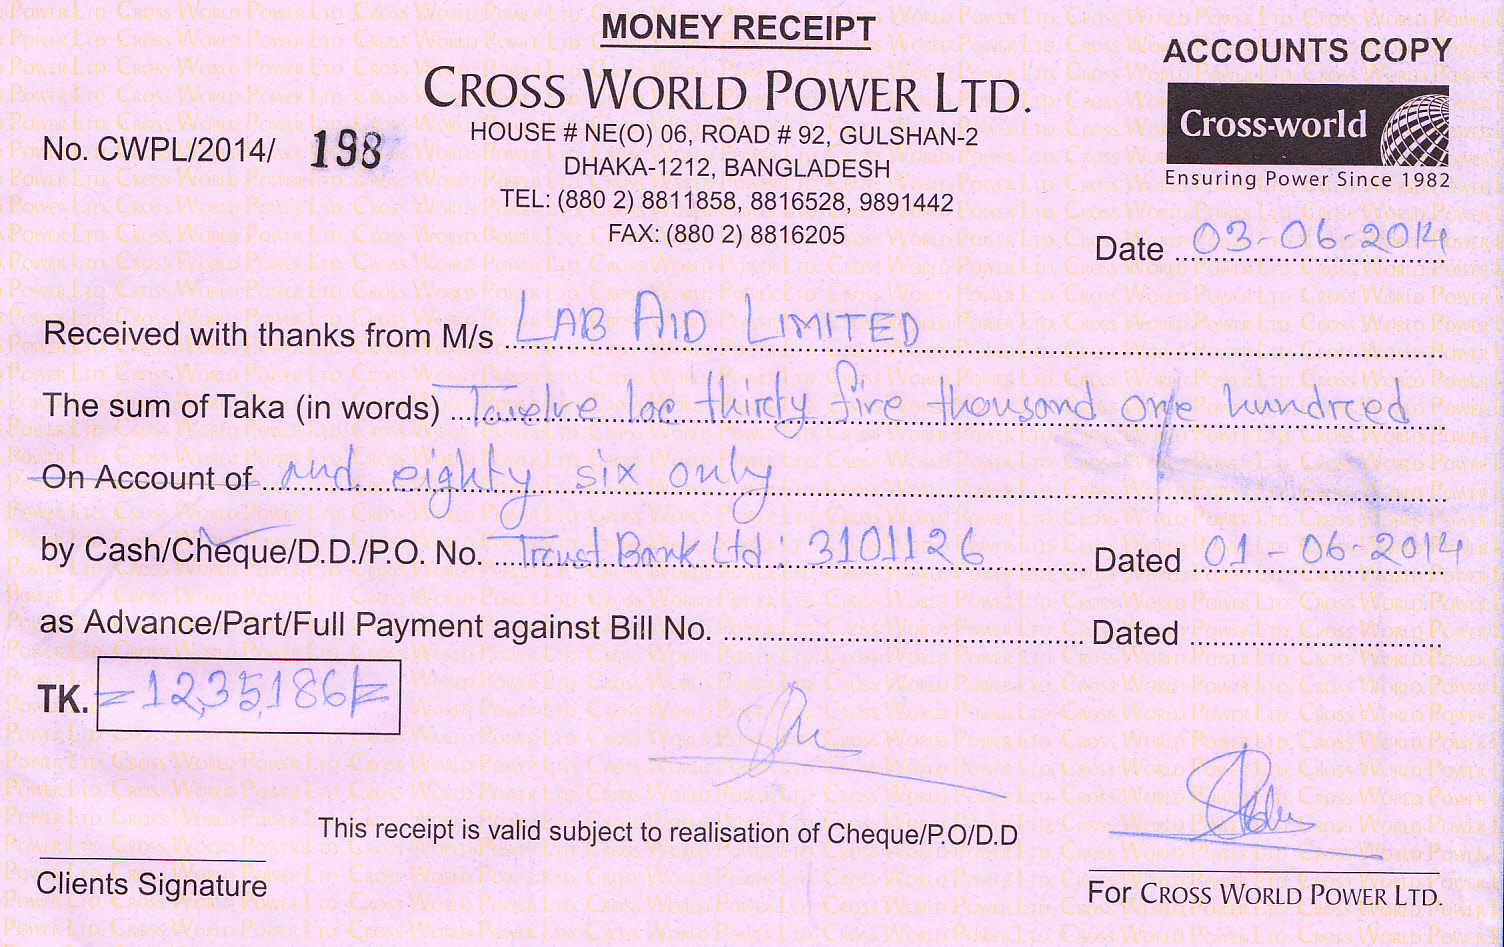 MONEY RECEIPT
ACCOUNTS COPY
CROSS WORLD POWER LTD.
Cross-world
Ensuring Power Since 1982
No. CWPL/2014/ 198
HOUSE # NE(O) 06, ROAD # 92, GULSHAN-2
DHAKA-1212, BANGLADESH
TEL: (880 2) 8811858, 8816528, 9891442
FAX: (880 2) 8816205
Date 03-06-2014
Received with thanks from M/s LAB AID LIMITED
The sum of Taka (in words) Twelve lac thirty five thousand one hundred
On Account of and eighty six only
by Cash/Cheque/D.D./P.O. No. Trust Bank Ltd: 3101126 Dated 01-06-2014
as Advance/Part/Full Payment against Bill No. Dated
TK. =12,35,186/=
This receipt is valid subject to realisation of Cheque/P.O/D.D
Clients Signature
For CROSS WORLD POWER LTD.